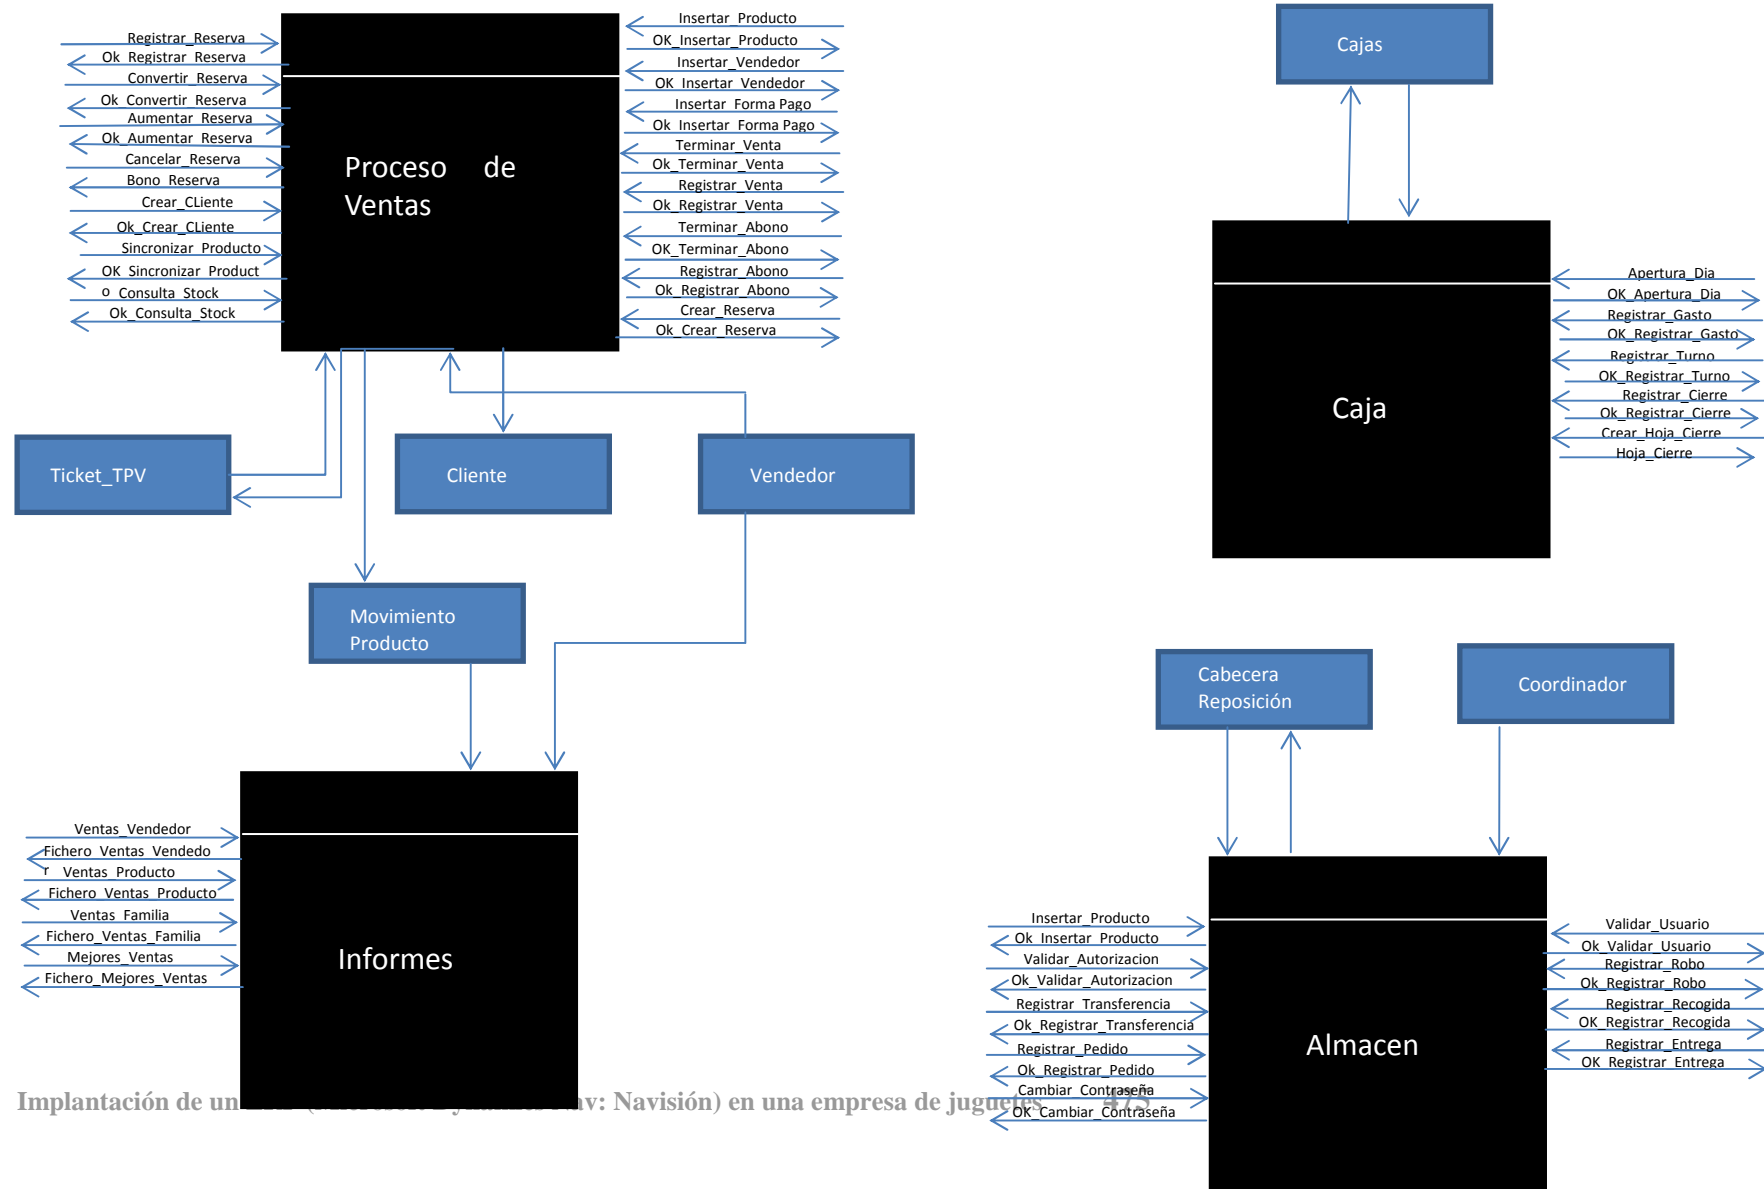 Registrar_Reserva
Ok_Registrar_Reserva
Convertir_Reserva
Ok_Convertir_Reserva
Aumentar_Reserva
Ok_Aumentar_Reserva
Cancelar_Reserva
Bono_Reserva
Crear_CLiente
Ok_Crear_CLiente
Sincronizar_Producto
OK_Sincronizar_Product
o
Consulta_Stock
Ok_Consulta_Stock
Proceso de
Ventas
Insertar_Producto
OK_Insertar_Producto
Insertar_Vendedor
OK_Insertar_Vendedor
Insertar_Forma Pago
Ok_Insertar_Forma Pago
Terminar_Venta
Ok_Terminar_Venta
Registrar_Venta
Ok_Registrar_Venta
Terminar_Abono
OK_Terminar_Abono
Registrar_Abono
Ok_Registrar_Abono
Crear_Reserva
Ok_Crear_Reserva
Cajas
Caja
Apertura_Dia
OK_Apertura_Dia
Registrar_Gasto
OK_Registrar_Gasto
Registrar_Turno
OK_Registrar_Turno
Registrar_Cierre
Ok_Registrar_Cierre
Crear_Hoja_Cierre
Hoja_Cierre
Ticket_TPV
Cliente
Vendedor
Movimiento
Producto
Cabecera
Reposición
Coordinador
Ventas_Vendedor
Fichero_Ventas_Vendedo
r
Ventas_Producto
Fichero_Ventas_Producto
Ventas_Familia
Fichero_Ventas_Familia
Mejores_Ventas
Fichero_Mejores_Ventas
Informes
Insertar_Producto
Ok_Insertar_Producto
Validar_Autorizacion
Ok_Validar_Autorizacion
Registrar_Transferencia
Ok_Registrar_Transferencia
Registrar_Pedido
Ok_Registrar_Pedido
Cambiar_Contraseña
OK_Cambiar_Contraseña
Almacen
Validar_Usuario
Ok_Validar_Usuario
Registrar_Robo
Ok_Registrar_Robo
Registrar_Recogida
OK_Registrar_Recogida
Registrar_Entrega
OK_Registrar_Entrega
Implantación de un Navisión) en una empresa de juguetes 475